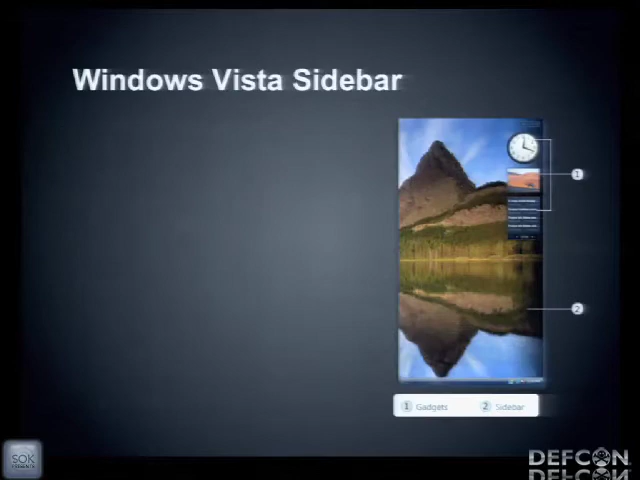 Windows Vista Sidebar
1
2
1 Gadgets 2 Sidebar
SOK
DEFCON